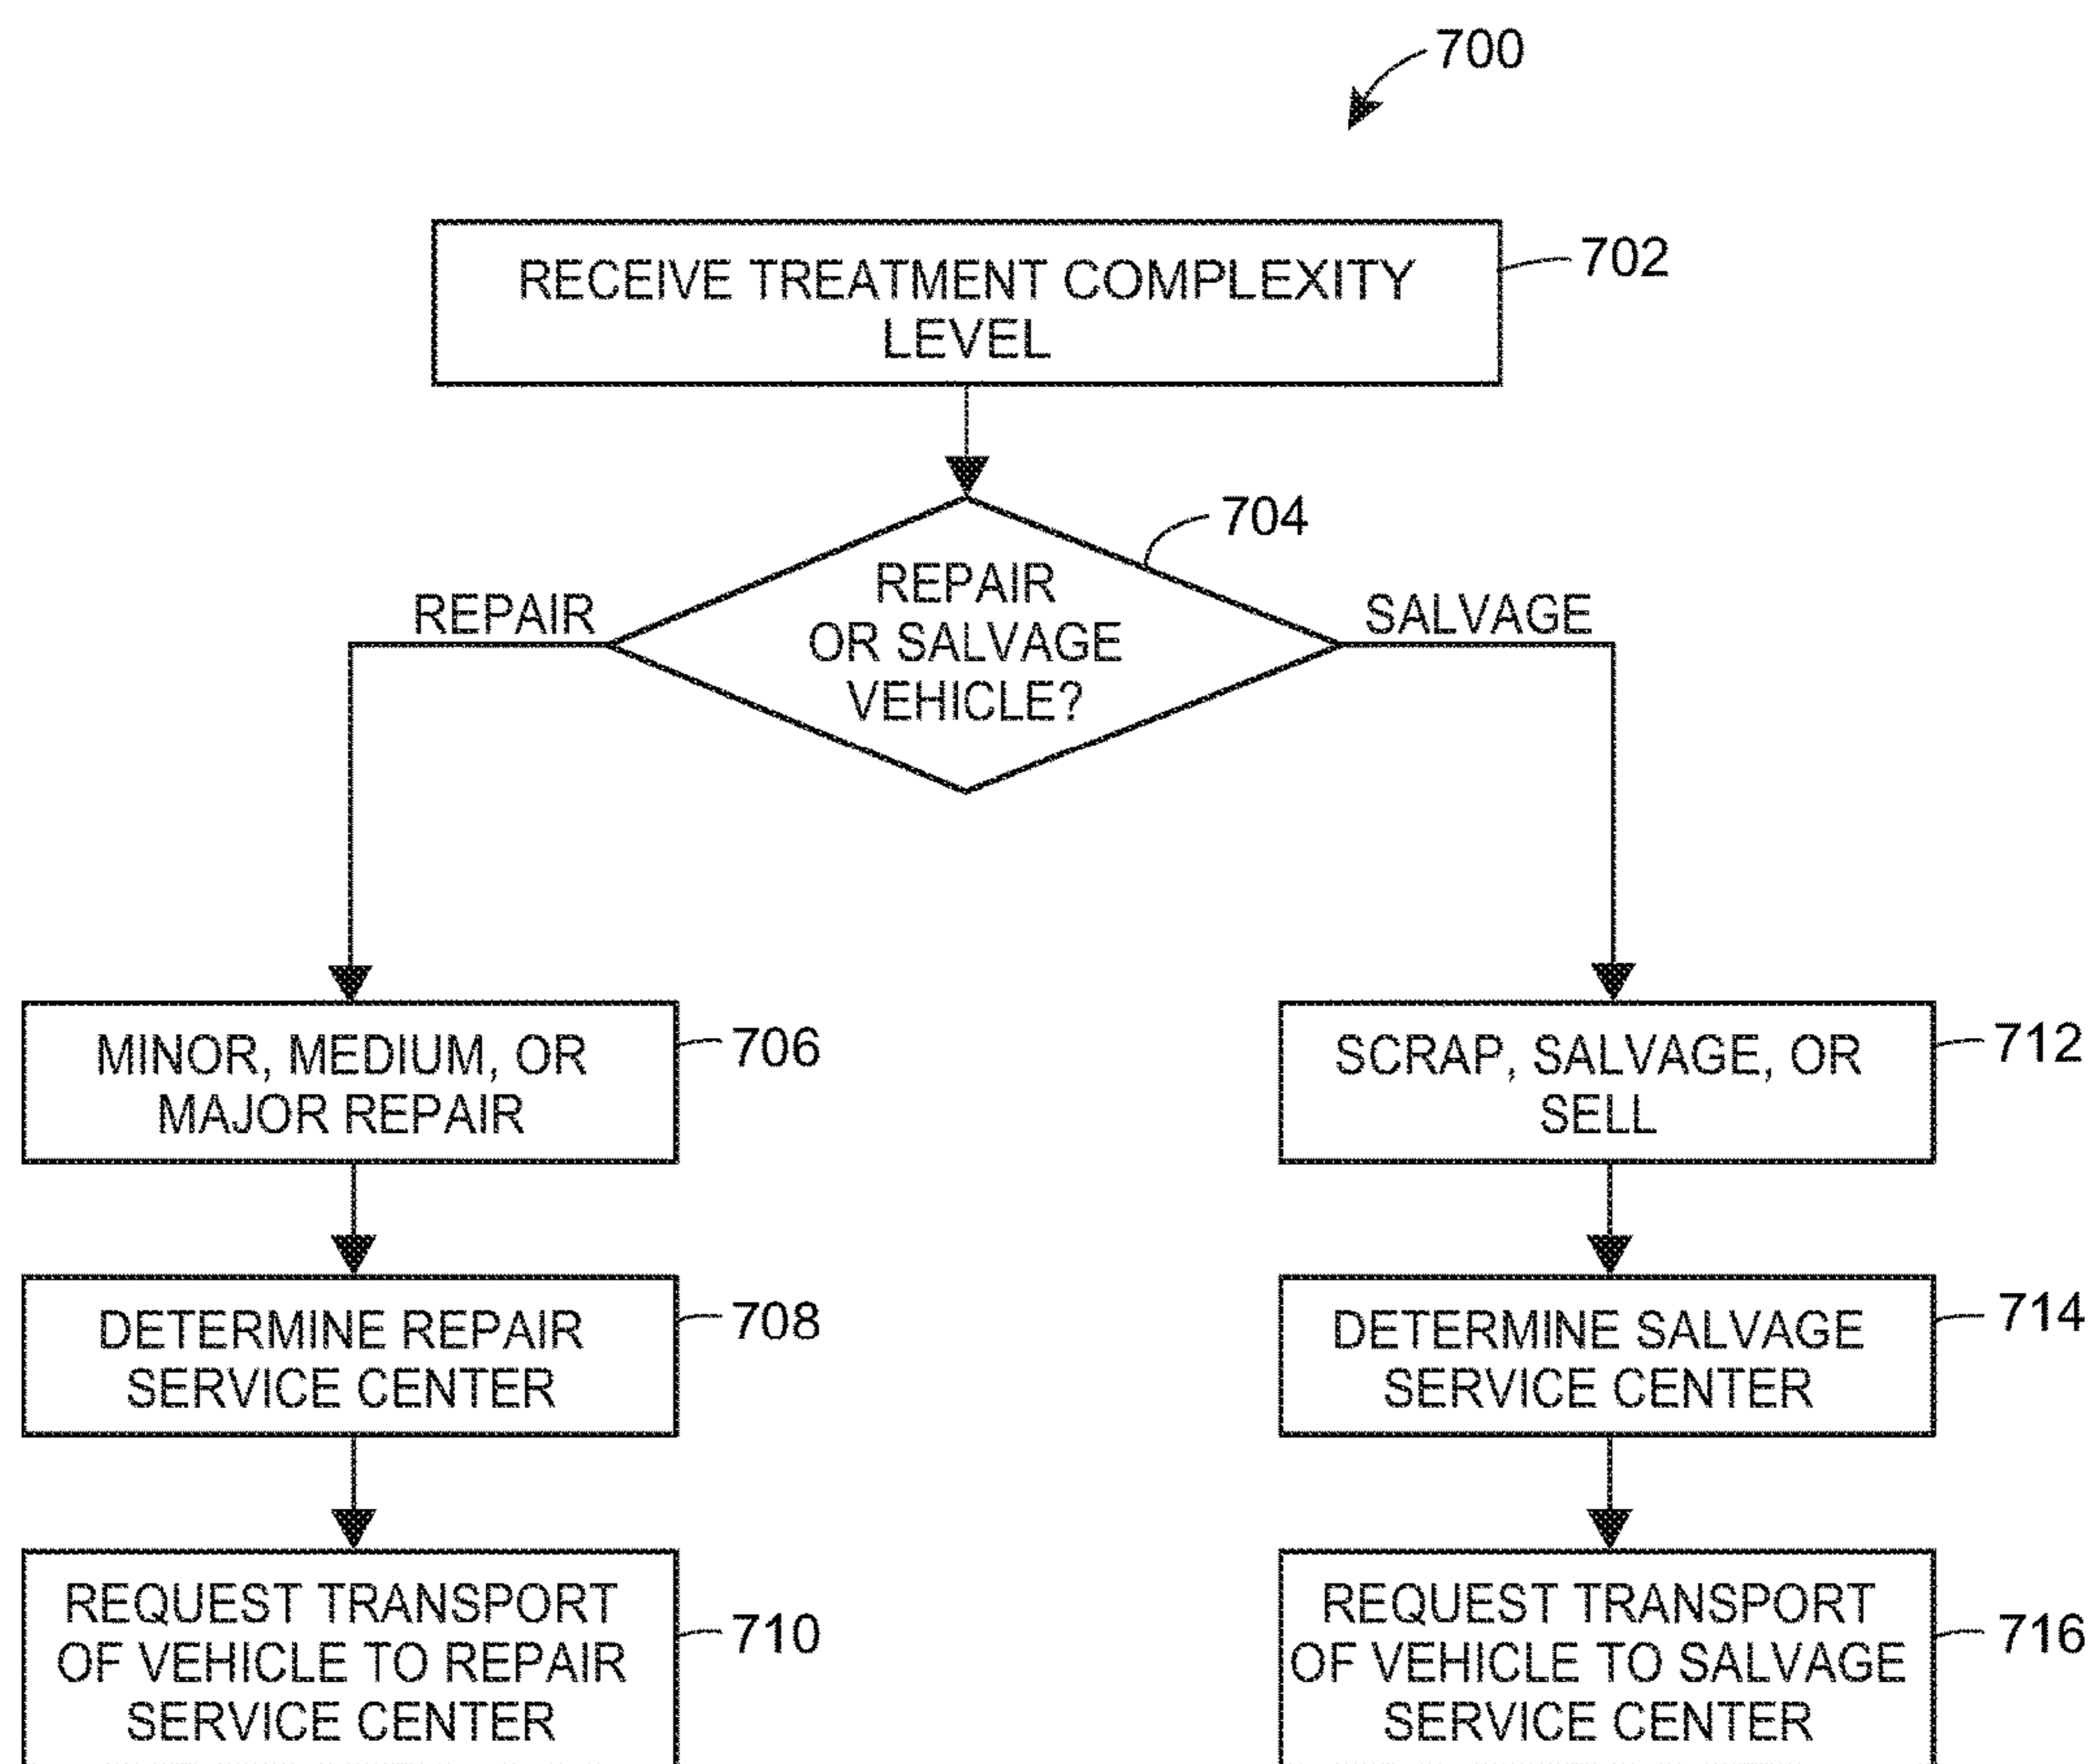 700
RECEIVE TREATMENT COMPLEXITY
LEVEL
702
704
REPAIR
OR SALVAGE
VEHICLE?
REPAIR
SALVAGE
MINOR, MEDIUM, OR
MAJOR REPAIR
706
SCRAP, SALVAGE, OR
SELL
712
DETERMINE REPAIR
SERVICE CENTER
708
DETERMINE SALVAGE
SERVICE CENTER
714
REQUEST TRANSPORT
OF VEHICLE TO REPAIR
SERVICE CENTER
710
REQUEST TRANSPORT
OF VEHICLE TO SALVAGE
SERVICE CENTER
716